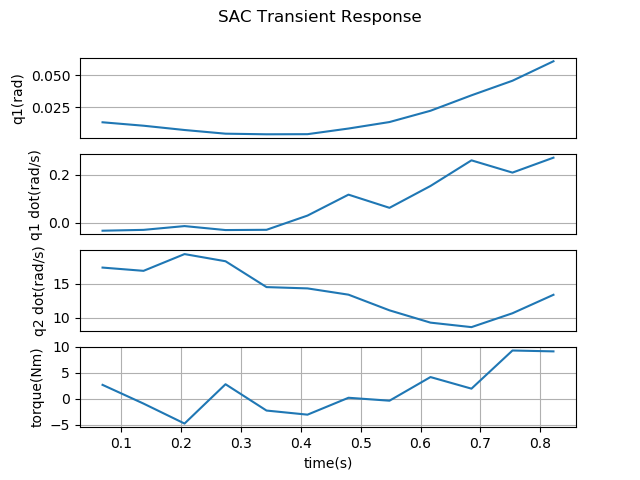 SAC Transient Response
q1(rad)
0.050
0.025
q1 dot(rad/s)
0.2
0.0
q2 dot(rad/s)
15
10
torque(Nm)
10
5
0
−5
0.1 0.2 0.3 0.4 0.5 0.6 0.7 0.8
time(s)